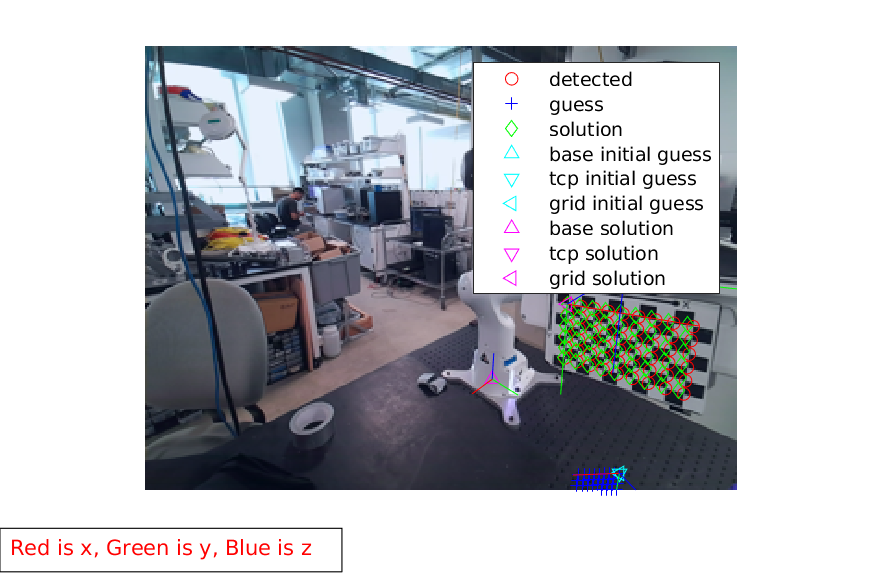 detected
guess
solution
base initial guess
tcp initial guess
grid initial guess
base solution
tcp solution
grid solution
Red is x, Green is y, Blue is z